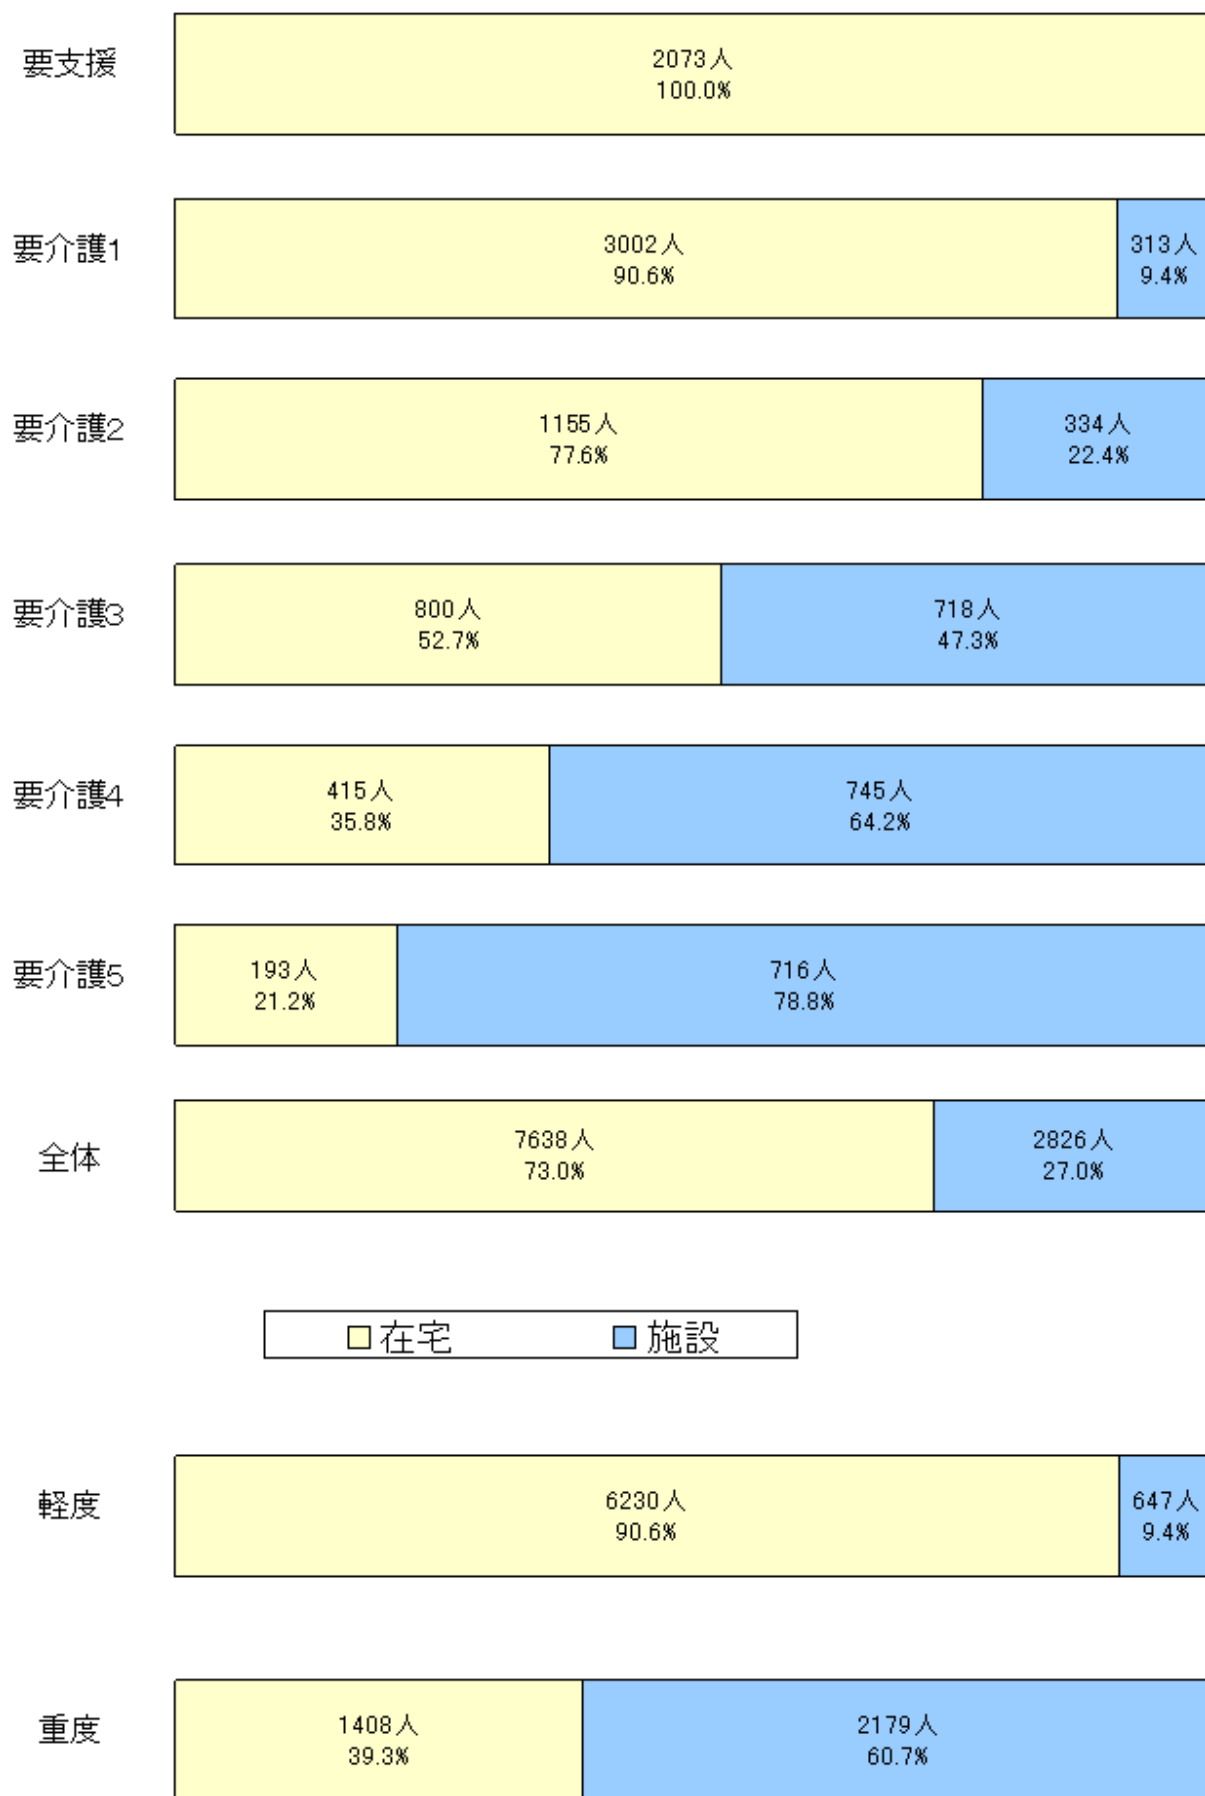 要支援
2073人
100.0%
要介護1
3002人
90.6%
313人
9.4%
要介護2
1155人
77.6%
334人
22.4%
要介護3
800人
52.7%
718人
47.3%
要介護4
415人
35.8%
745人
64.2%
要介護5
193人
21.2%
716人
78.8%
全体
7638人
73.0%
2826人
27.0%
在宅
施設
軽度
6230人
90.6%
647人
9.4%
重度
1408人
39.3%
2179人
60.7%